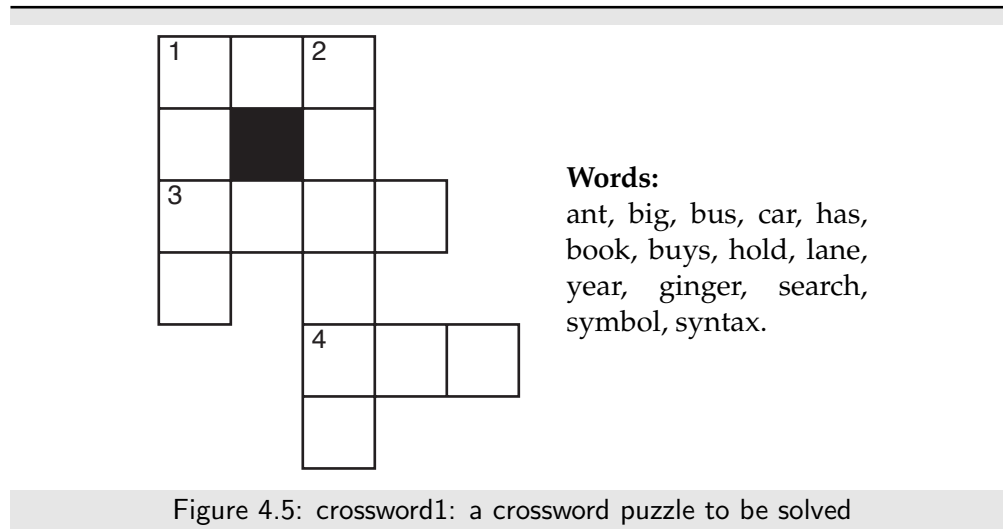 1 2
3
4
Words:
ant, big, bus, car, has,
book, buys, hold, lane,
year, ginger, search,
symbol, syntax.
Figure 4.5: crossword1: a crossword puzzle to be solved